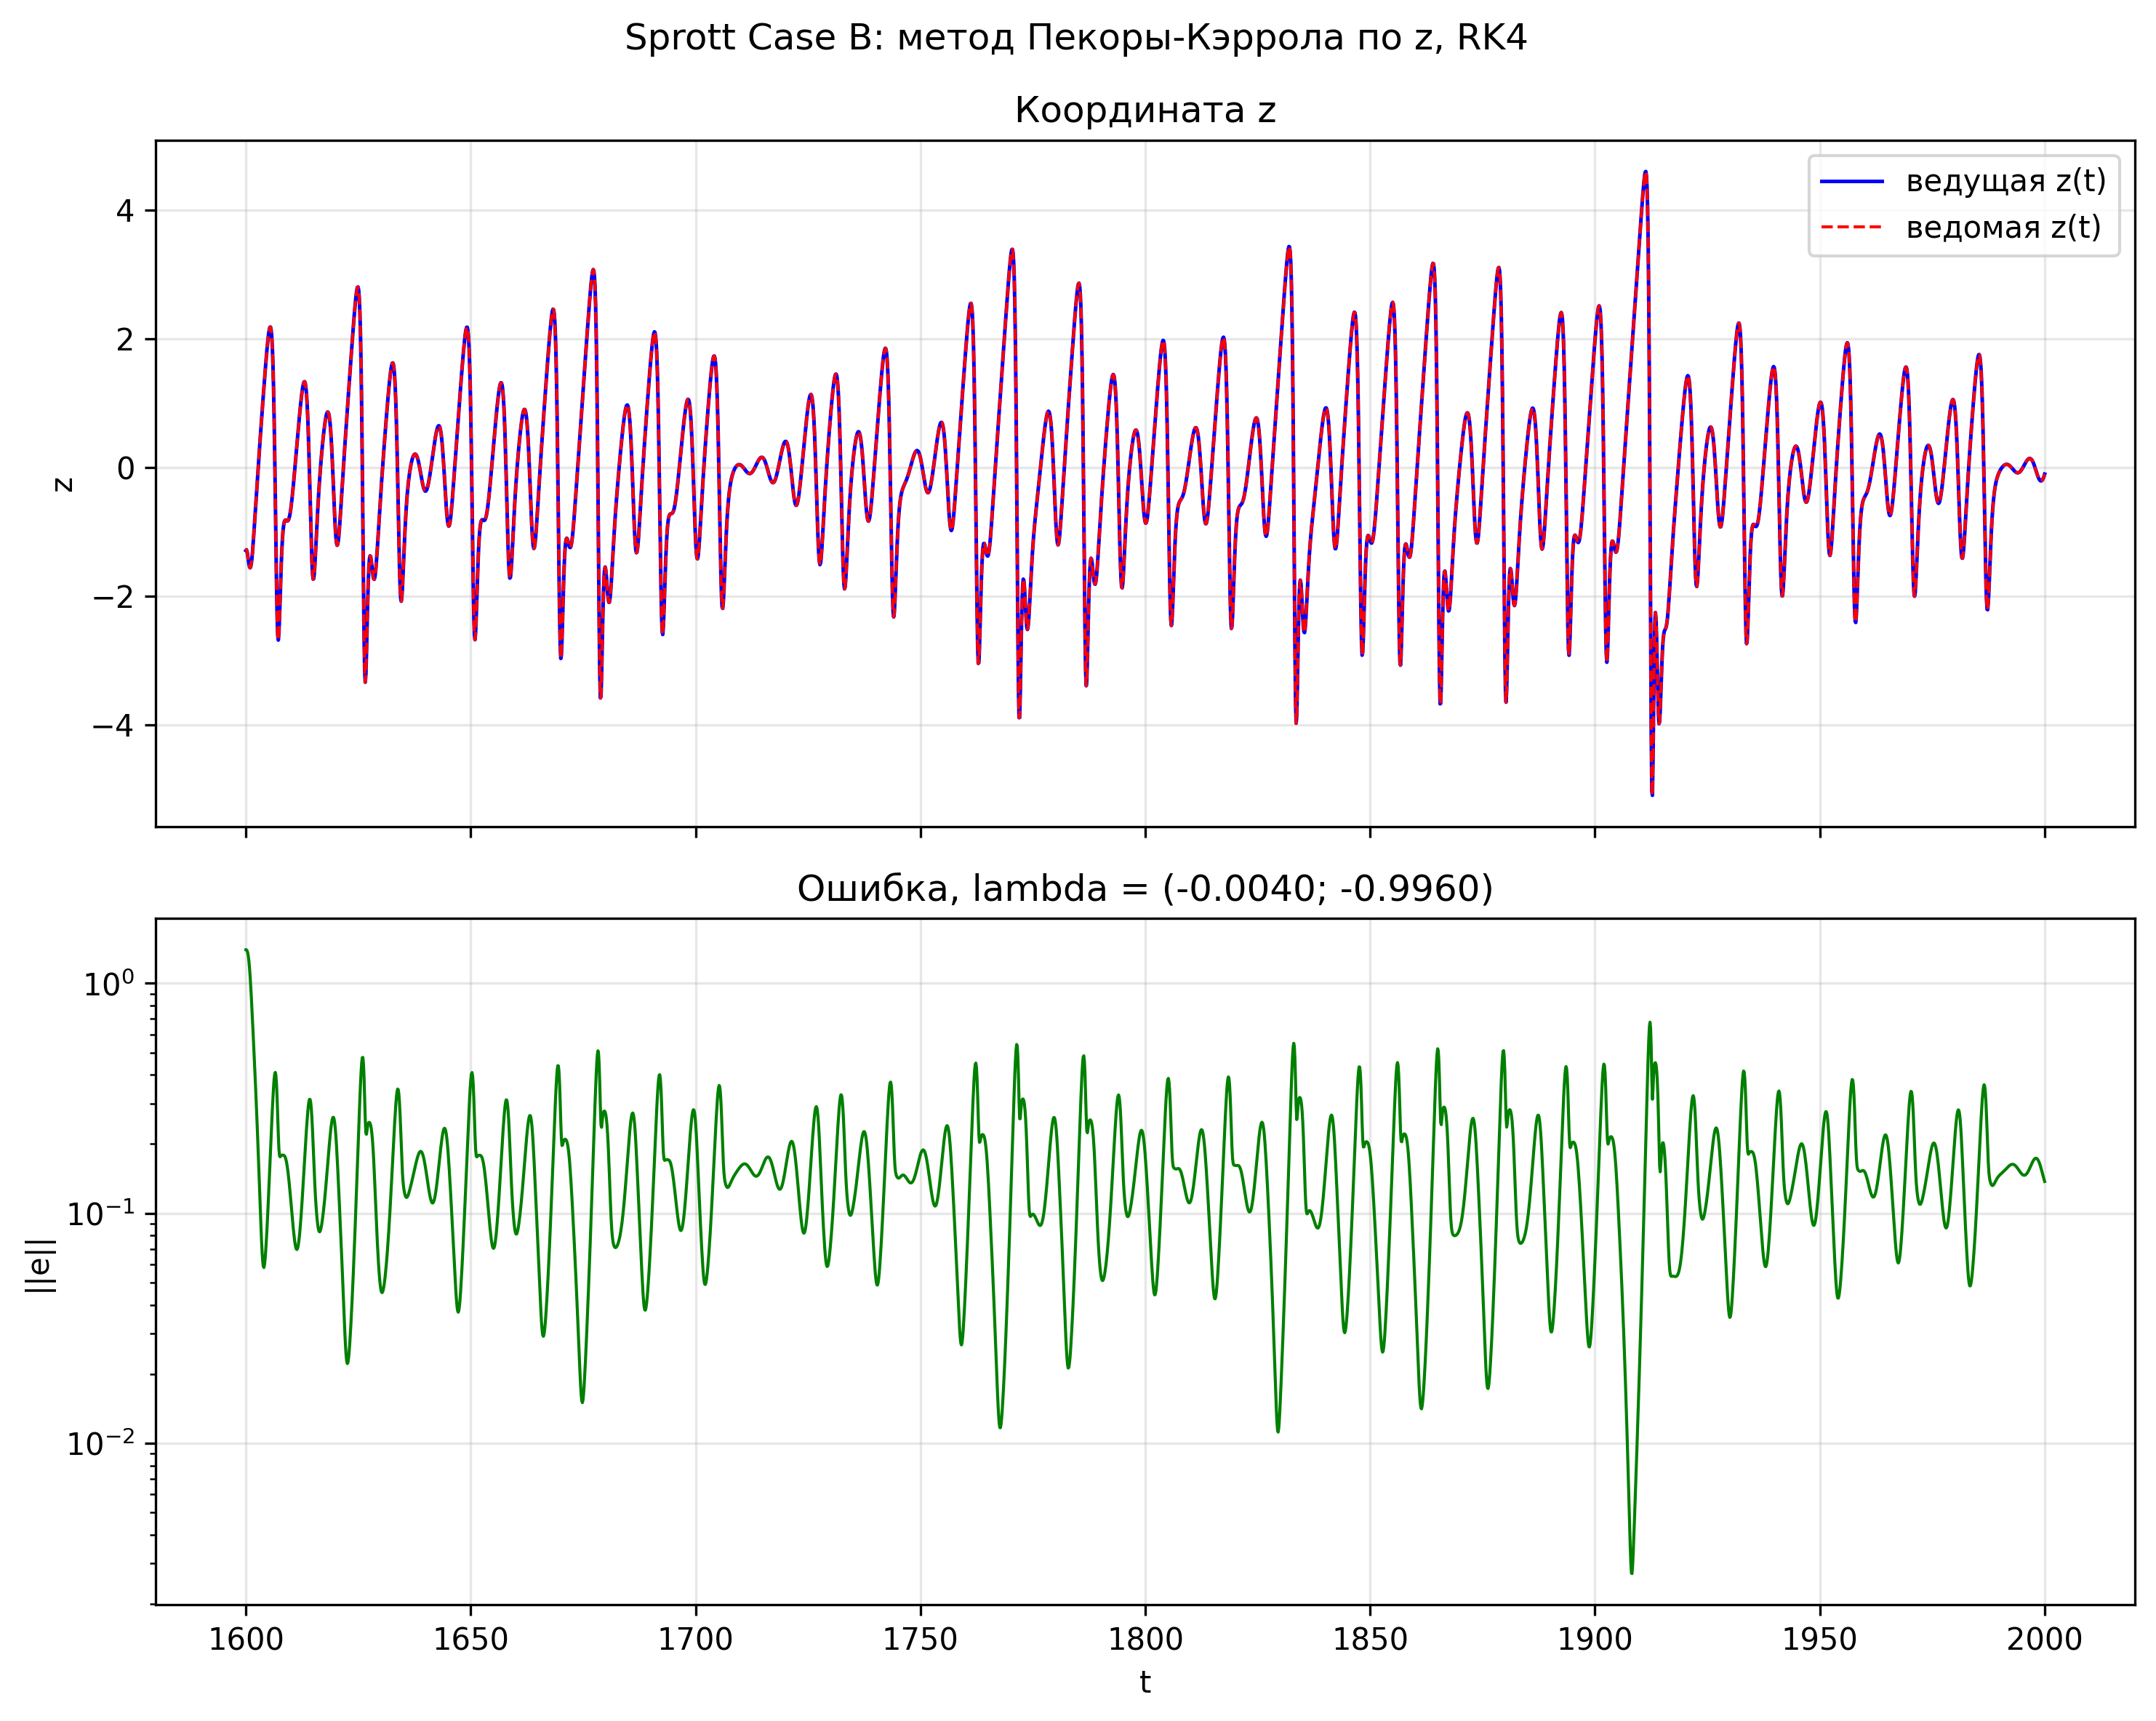 Sprott Case B: метод Пекоры-Кэррола по z, RK4
Координата z
ведущая z(t)
ведомая z(t)
4
2
0
−2
−4
z
Ошибка, lambda = (-0.0040; -0.9960)
10⁰
10⁻¹
10⁻²
||e||
1600 1650 1700 1750 1800 1850 1900 1950 2000
t